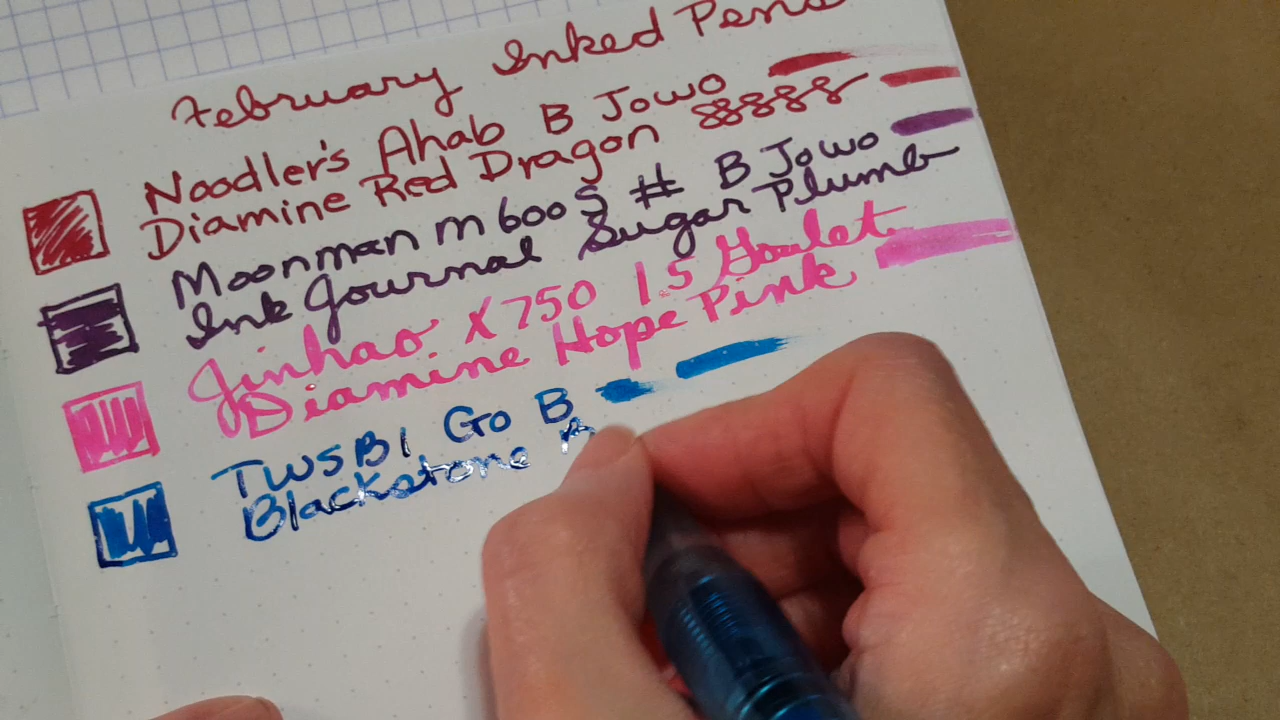 February Inked Pens
Noodler's Ahab B Jowo
Diamine Red Dragon
Moonman M600S # B Jowo
Ink Journal Sugar Plumb
Jinhao X750 1.5 Goulet
Diamine Hope Pink
TWSBI Go B
Blackstone B